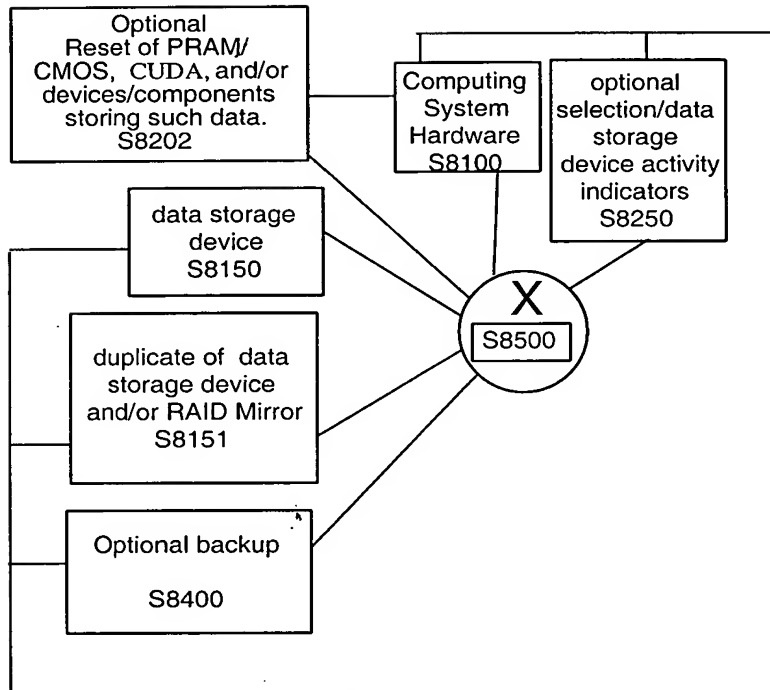 Optional
Reset of PRAM/
CMOS, CUDA, and/or
devices/components
storing such data.
S8202
Computing
System
Hardware
S8100
optional
selection/data
storage
device activity
indicators
S8250
data storage
device
S8150
X
S8500
duplicate of data
storage device
and/or RAID Mirror
S8151
Optional backup
S8400